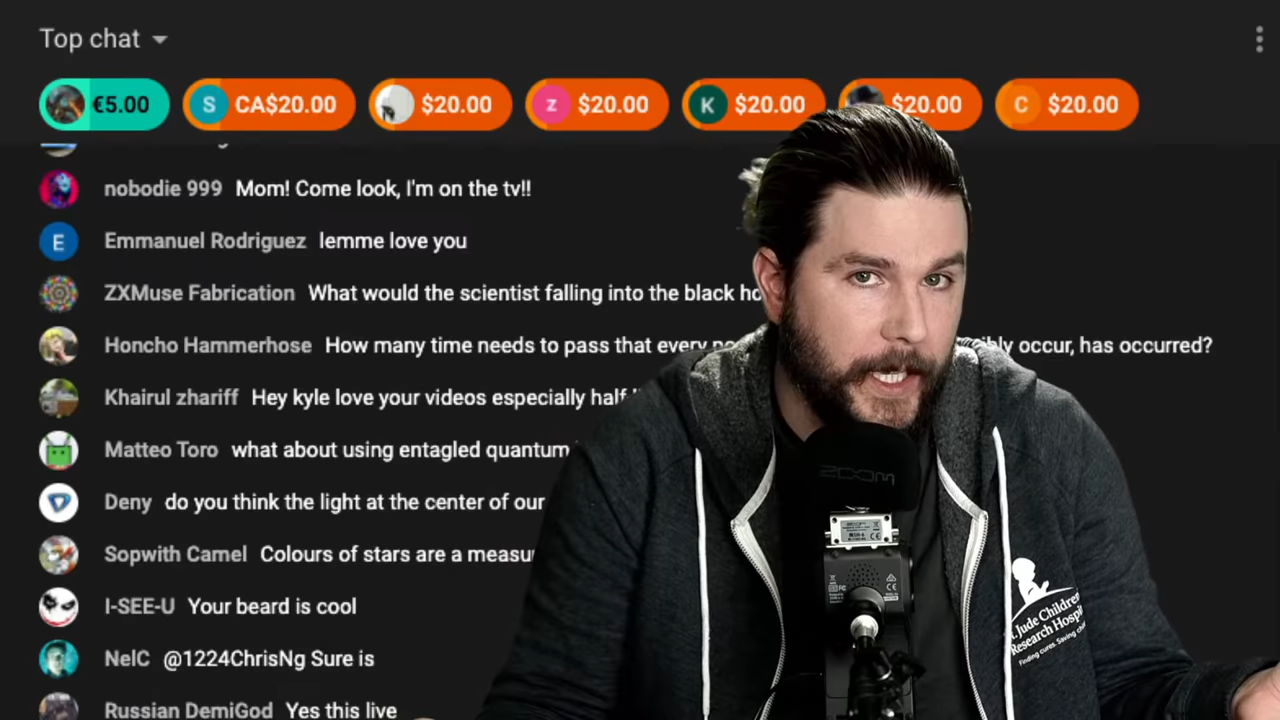 Top chat
€5.00
S CA$20.00
$20.00
z $20.00
K $20.00
$20.00
C $20.00
nobodie 999 Mom! Come look, I'm on the tv!!
E Emmanuel Rodriguez lemme love you
ZXMuse Fabrication What would the scientist falling into the black
Honcho Hammerhose How many time needs to pass that every occur, has occurred?
Khairul zhariff Hey kyle love your videos especially half
Matteo Toro what about using entagled quantum
Deny do you think the light at the center of our
Sopwith Camel Colours of stars are a
I-SEE-U Your beard is cool
NelC @1224ChrisNg Sure is
Russian DemiGod Yes this live
ZOOM
Jude Children
Research
Finding cures. Saving